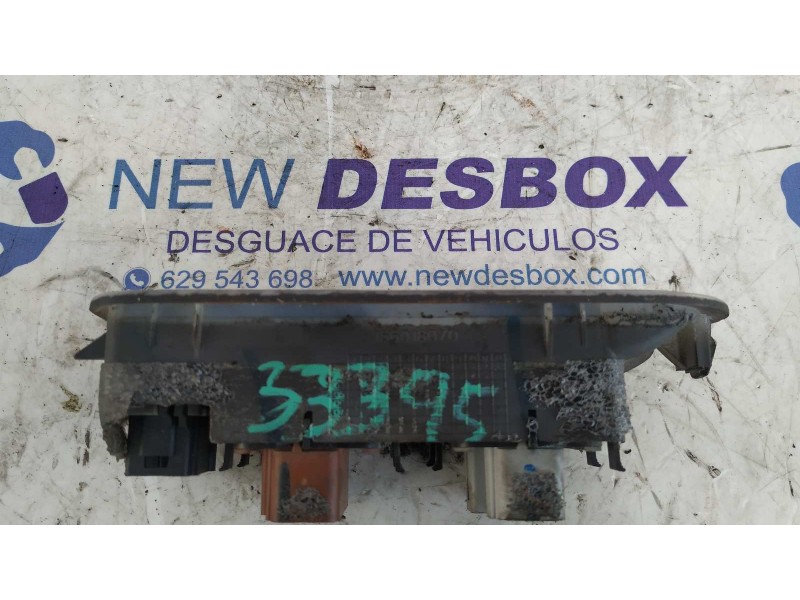 NEW DESBOX
DESGUACE DE VEHICULOS
629 543 698 www.newdesbox.com
33395